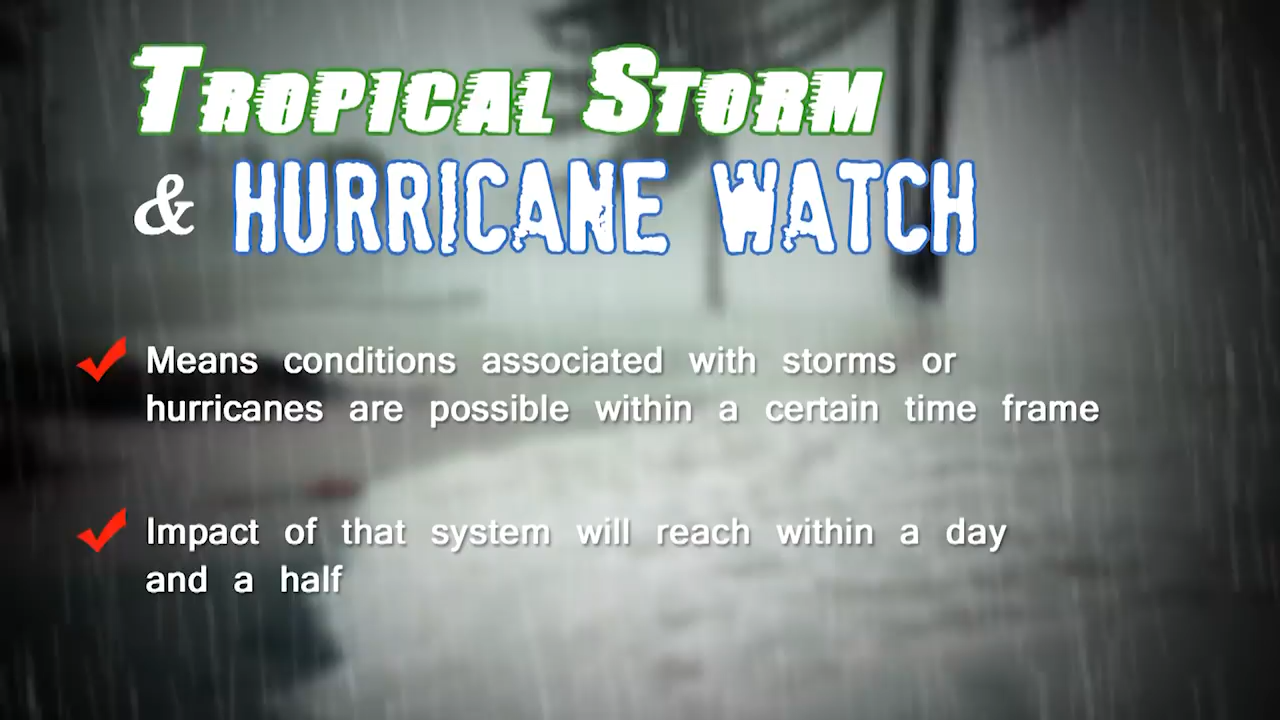 Tropical Storm
& HURRICANE WATCH
Means conditions associated with storms or
hurricanes are possible within a certain time frame
Impact of that system will reach within a day
and a half